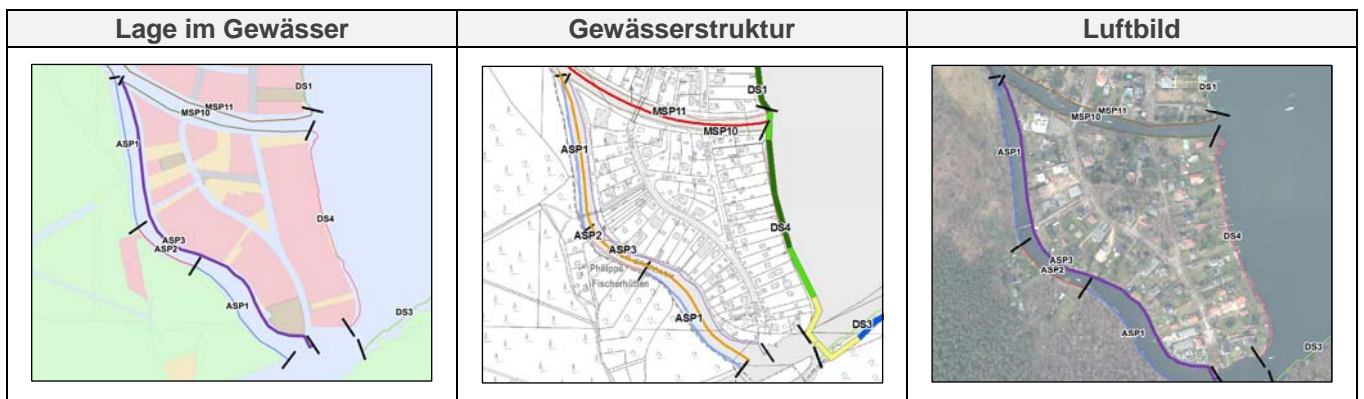 Lage im Gewässer
Gewässerstruktur
Luftbild
DS1
MSP11
MSP10
ASP1
DS4
ASP3
ASP2
ASP1
DS3
DS1
MSP11
MSP10
ASP1
DS4
ASP2
ASP3
Fischerhütten
ASP1
DS3
DS1
MSP11
MSP10
ASP1
DS4
ASP3
ASP2
ASP1
DS3